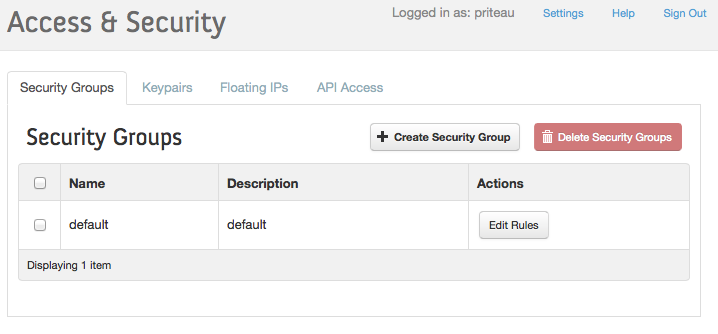 Access & Security
Logged in as: priteau Settings Help Sign Out
Security Groups Keypairs Floating IPs API Access
Security Groups
Create Security Group Delete Security Groups
Name Description Actions
default default Edit Rules
Displaying 1 item